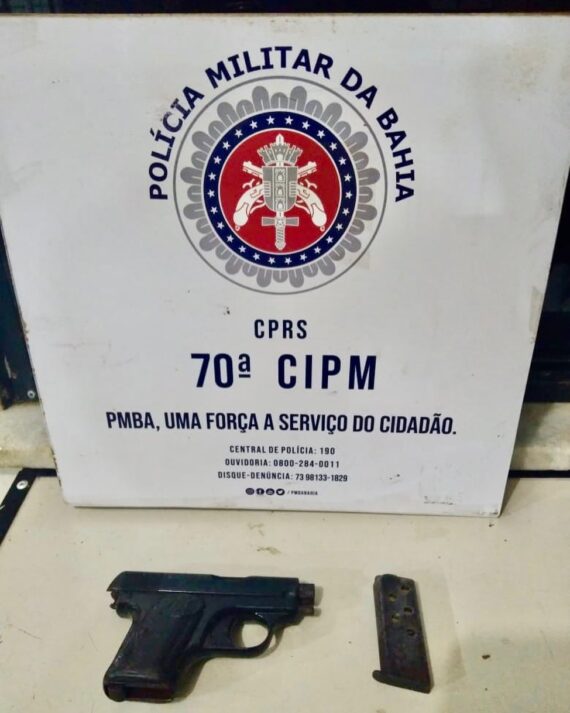 POLÍCIA MILITAR DA BAHIA
CPRS
70ª CIPM
PMBA, UMA FORÇA A SERVIÇO DO CIDADÃO.
CENTRAL DE POLÍCIA: 190
OUVIDORIA: 0800-284-0011
DISQUE-DENÚNCIA: 73 98133-1829
/ PMDABAHIA